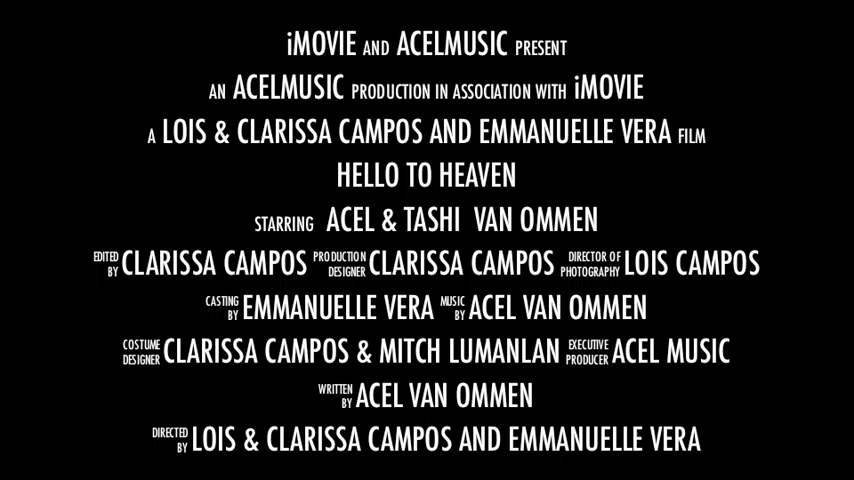 iMOVIE AND ACELMUSIC PRESENT
AN ACELMUSIC PRODUCTION IN ASSOCIATION WITH iMOVIE
A LOIS & CLARISSA CAMPOS AND EMMANUELLE VERA FILM
HELLO TO HEAVEN
STARRING ACEL & TASHI VAN OMMEN
EDITED BY CLARISSA CAMPOS PRODUCTION DESIGNER CLARISSA CAMPOS DIRECTOR OF PHOTOGRAPHY LOIS CAMPOS
CASTING BY EMMANUELLE VERA MUSIC BY ACEL VAN OMMEN
COSTUME DESIGNER CLARISSA CAMPOS & MITCH LUMANLAN EXECUTIVE PRODUCER ACEL MUSIC
WRITTEN BY ACEL VAN OMMEN
DIRECTED BY LOIS & CLARISSA CAMPOS AND EMMANUELLE VERA